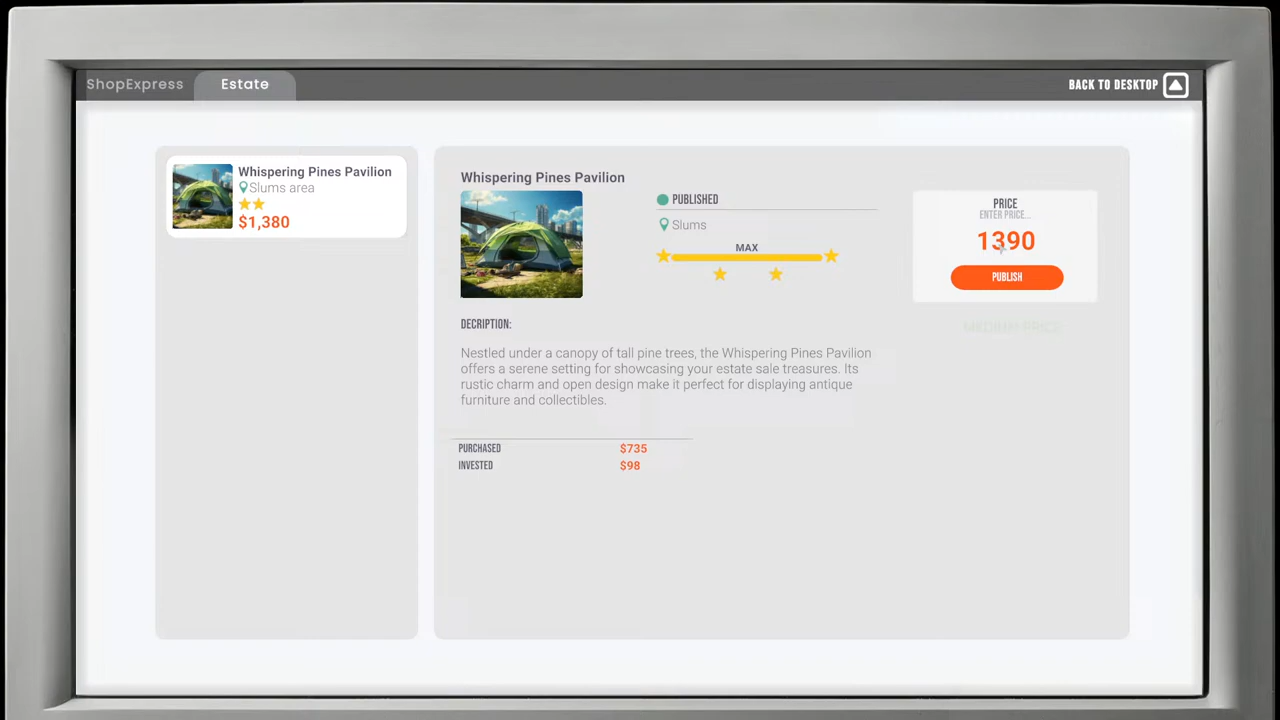 ShopExpress
Estate
BACK TO DESKTOP
Whispering Pines Pavilion
Slums area
$1,380
Whispering Pines Pavilion
PUBLISHED
Slums
MAX
PRICE
ENTER PRICE...
1390
PUBLISH
MEDIUM PRICE
DECRIPTION:
Nestled under a canopy of tall pine trees, the Whispering Pines Pavilion
offers a serene setting for showcasing your estate sale treasures. Its
rustic charm and open design make it perfect for displaying antique
furniture and collectibles.
PURCHASED $735
INVESTED $98